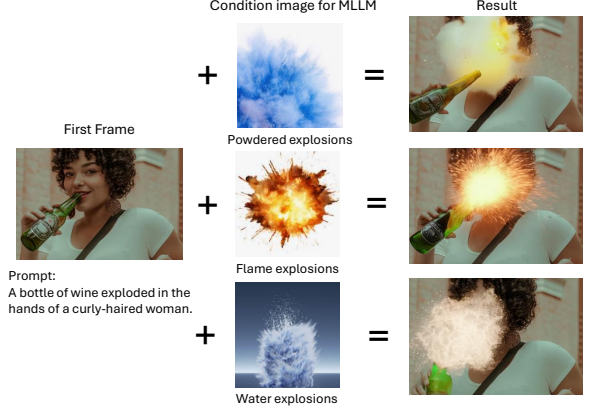 Condition image for MLLM
Result
+
=
Powdered explosions
First Frame
+
=
Flame explosions
Prompt:
A bottle of wine exploded in the
hands of a curly-haired woman.
+
=
Water explosions